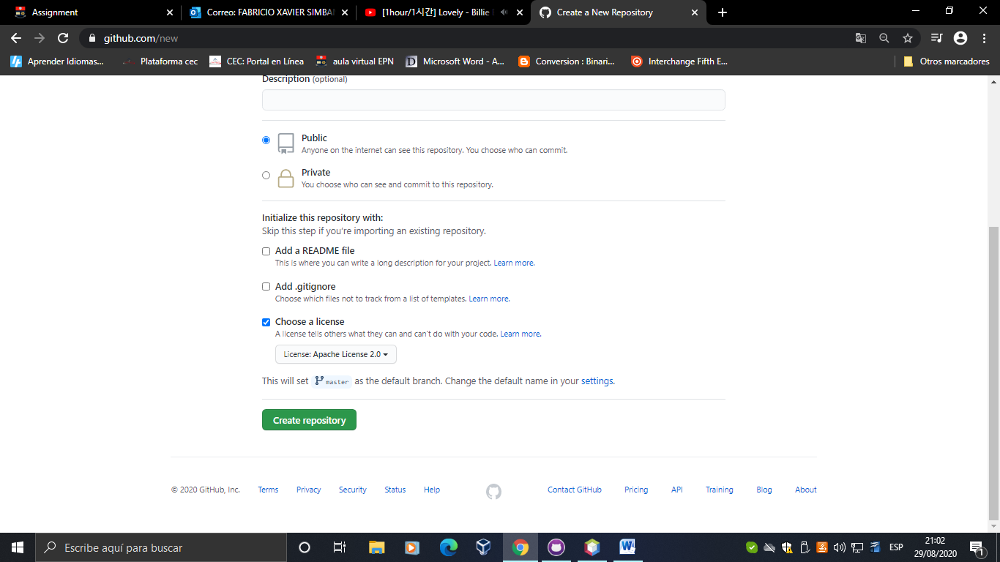 Assignment
Correo: FABRICIO XAVIER SIMBA
[1hour/1시간] Lovely - Billie
Create a New Repository
github.com/new
Aprender Idiomas...
Plataforma cec
CEC: Portal en Línea
aula virtual EPN
Microsoft Word - A...
Conversion : Binari...
Interchange Fifth E...
Otros marcadores
Description (optional)
Public
Anyone on the internet can see this repository. You choose who can commit.
Private
You choose who can see and commit to this repository.
Initialize this repository with:
Skip this step if you're importing an existing repository.
Add a README file
This is where you can write a long description for your project. Learn more.
Add .gitignore
Choose which files not to track from a list of templates. Learn more.
Choose a license
A license tells others what they can and can't do with your code. Learn more.
License: Apache License 2.0
This will set master as the default branch. Change the default name in your settings.
Create repository
© 2020 GitHub, Inc. Terms Privacy Security Status Help Contact GitHub Pricing API Training Blog About
Escribe aquí para buscar
ESP
21:02
29/08/2020
1